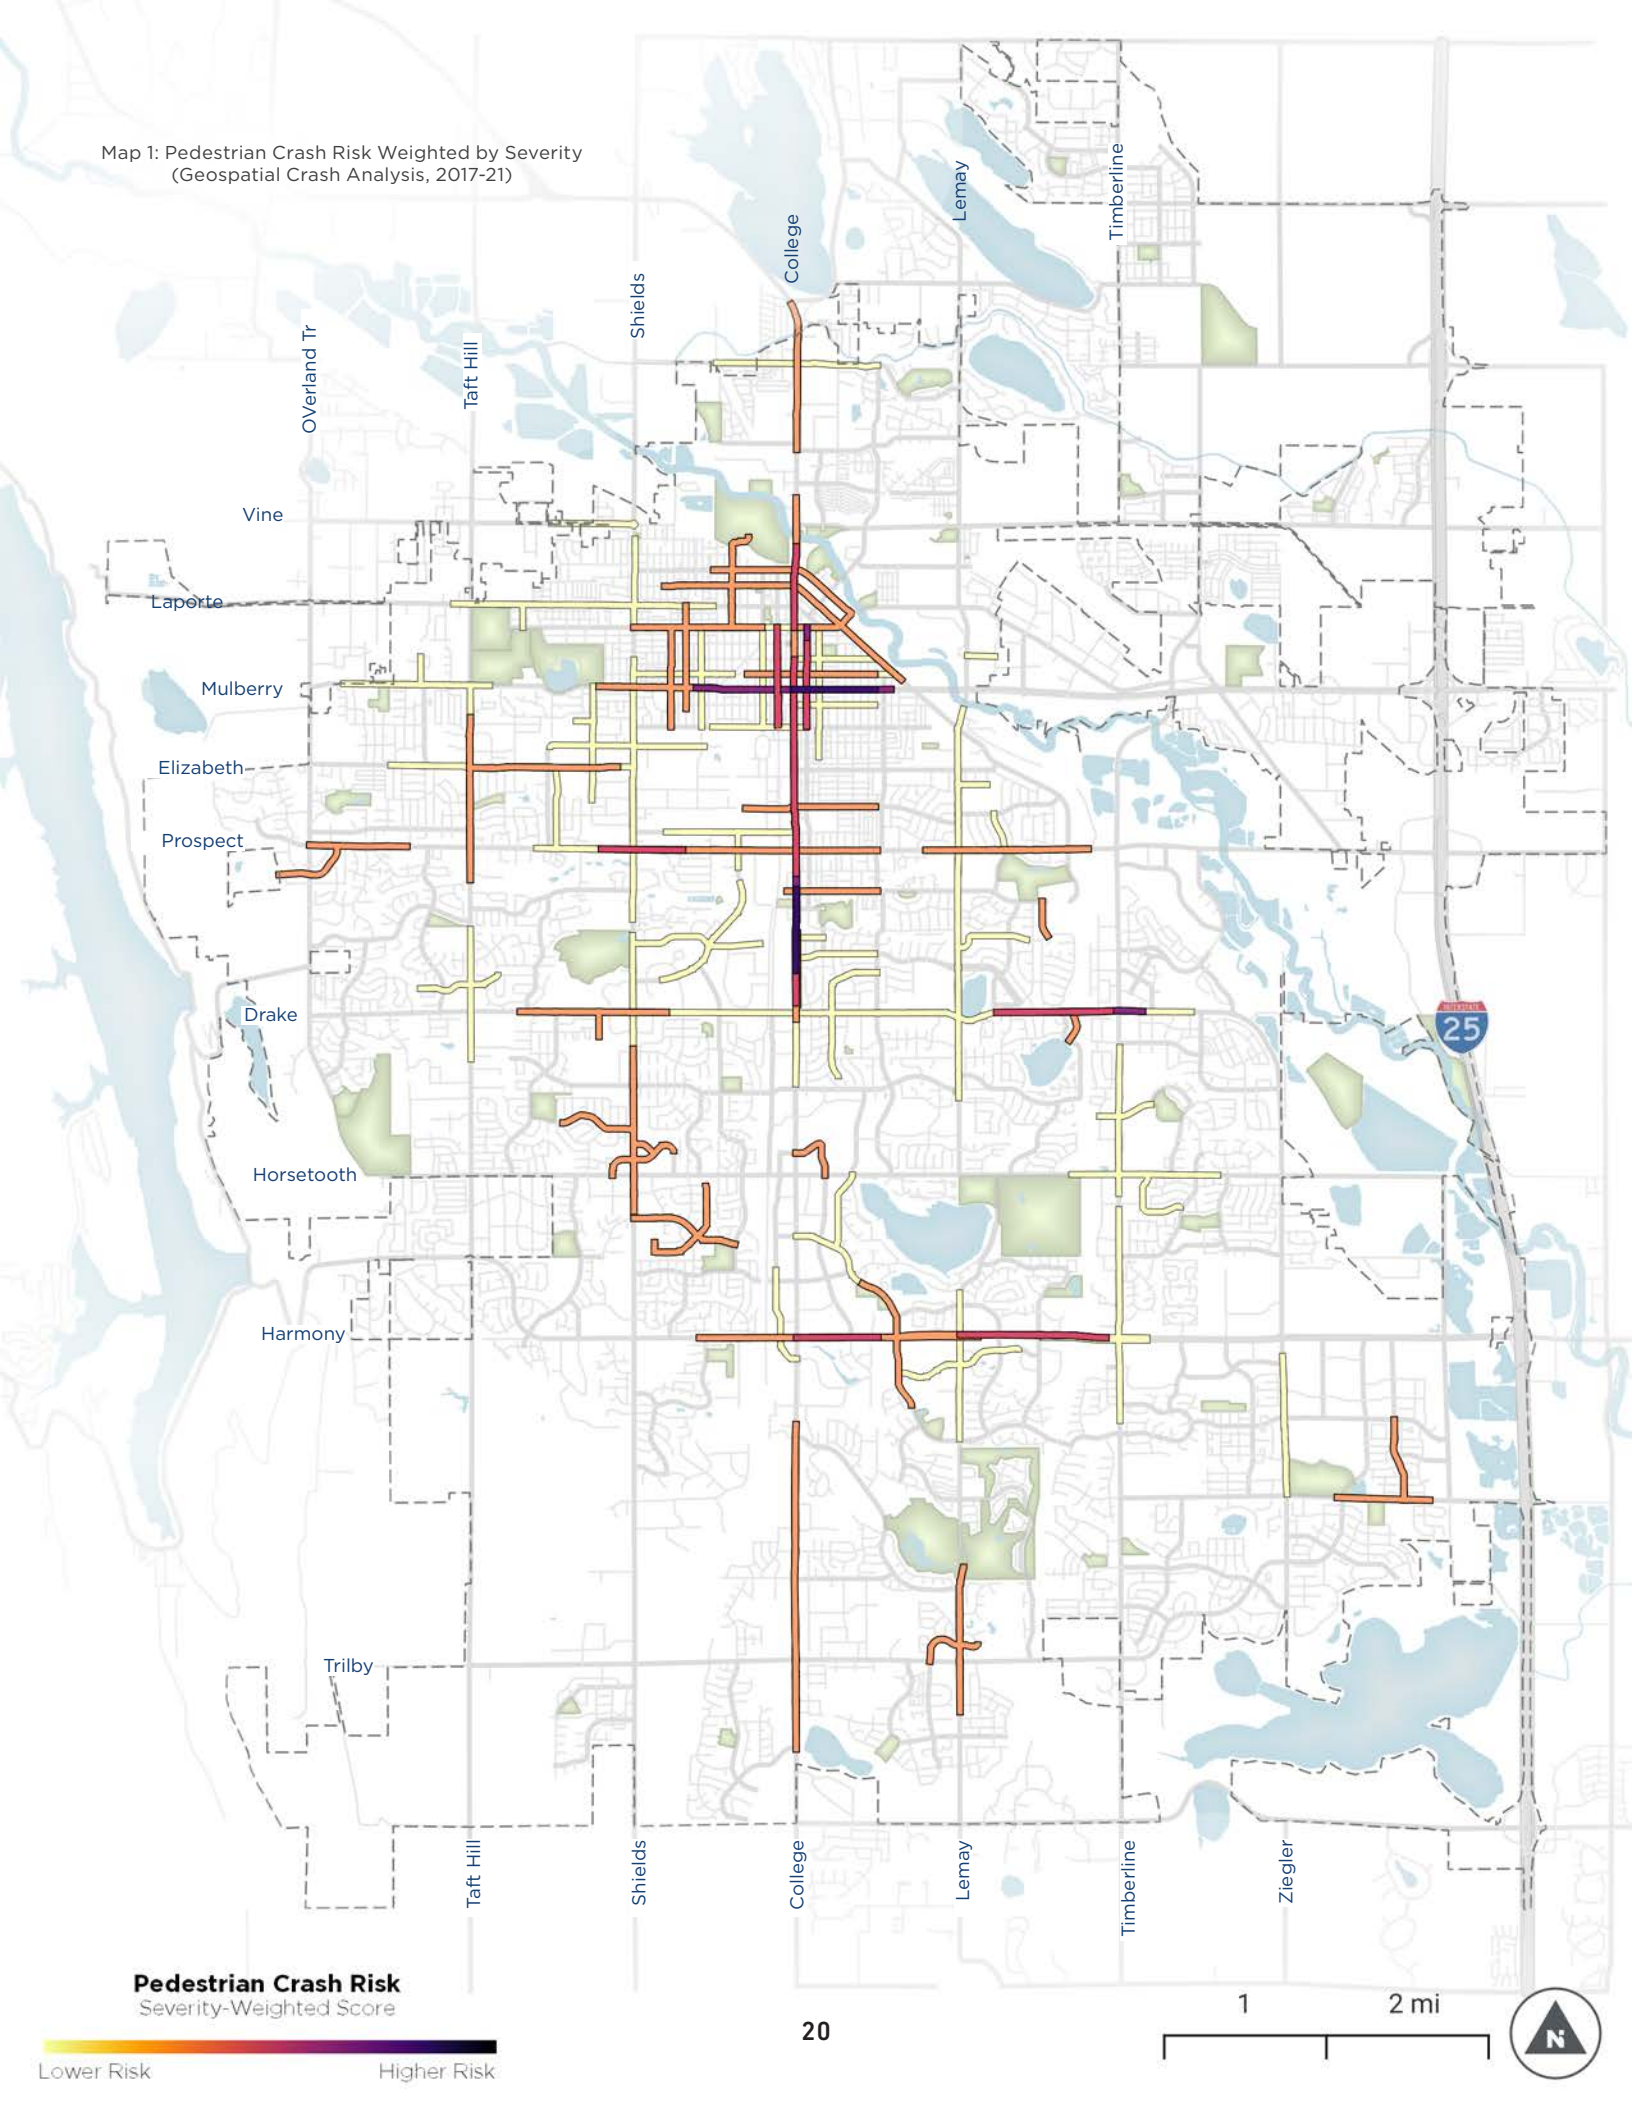 Map 1: Pedestrian Crash Risk Weighted by Severity
(Geospatial Crash Analysis, 2017-21)
College
Lemay
Timberline
Shields
OVerland Tr
Taft Hill
Vine
Laporte
Mulberry
Elizabeth
Prospect
Drake
INTERSTATE
25
Horsetooth
Harmony
Trilby
Taft Hill
Shields
College
Lemay
Timberline
Ziegler
Pedestrian Crash Risk
Severity-Weighted Score
Lower Risk
Higher Risk
20
1
2 mi
N